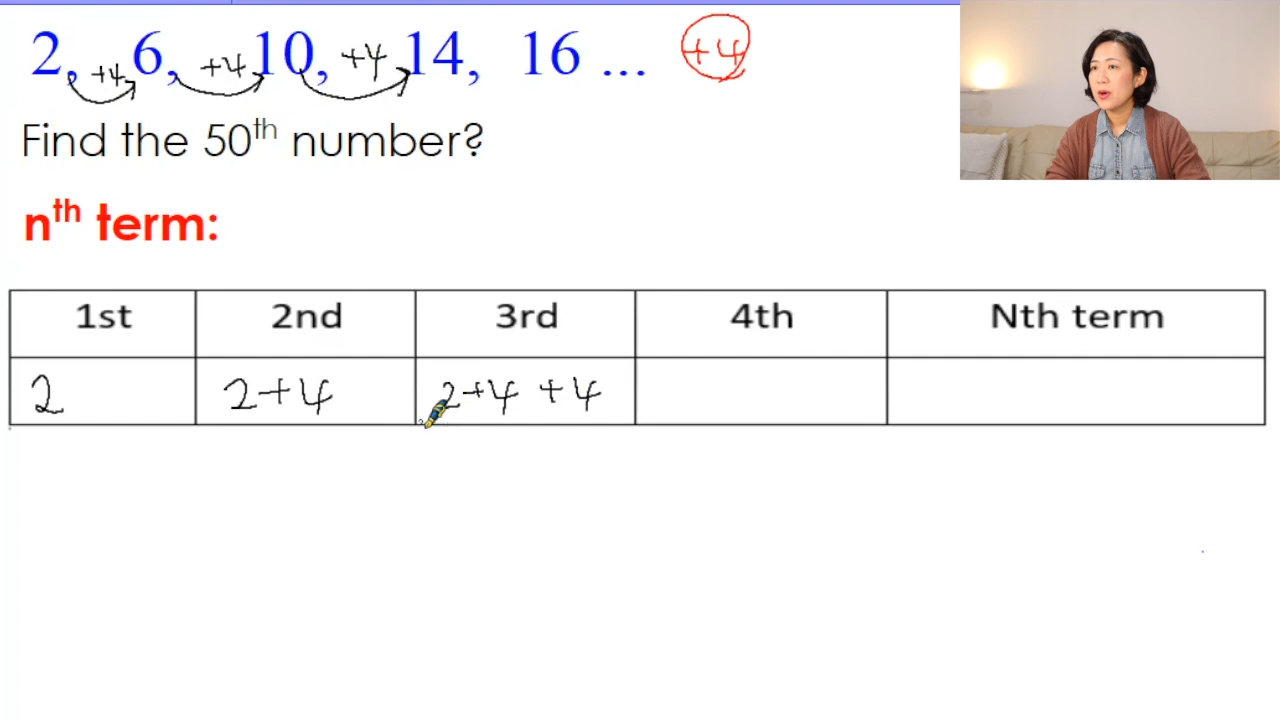 2, 6, 10, 14, 16 ... +4
+4 +4 +4
Find the 50th number?
nth term:
1st 2nd 3rd 4th Nth term
2 2+4 2+4 +4